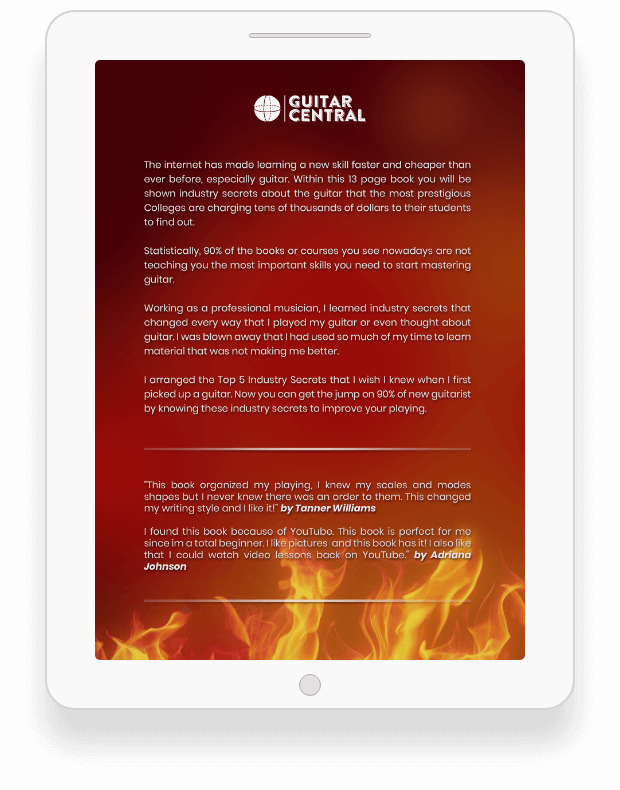 GUITAR
CENTRAL
The internet has made learning a new skill faster and cheaper than
ever before, especially guitar. Within this 13 page book you will be
shown industry secrets about the guitar that the most prestigious
Colleges are charging tens of thousands of dollars to their students
to find out.
Statistically, 90% of the books or courses you see nowadays are not
teaching you the most important skills you need to start mastering
guitar.
Working as a professional musician, I learned industry secrets that
changed every way that I played my guitar or even thought about
guitar. I was blown away that I had used so much of my time to learn
material that was not making me better.
I arranged the Top 5 Industry Secrets that I wish I knew when I first
picked up a guitar. Now you can get the jump on 90% of new guitarist
by knowing these industry secrets to improve your playing.
"This book organized my playing, I knew my scales and modes
shapes but I never knew there was an order to them. This changed
my writing style and I like it!" by Tanner Williams
I found this book because of YouTube. This book is perfect for me
since im a total beginner. I like pictures and this book has it! I also like
that I could watch video lessons back on YouTube." by Adriana
Johnson